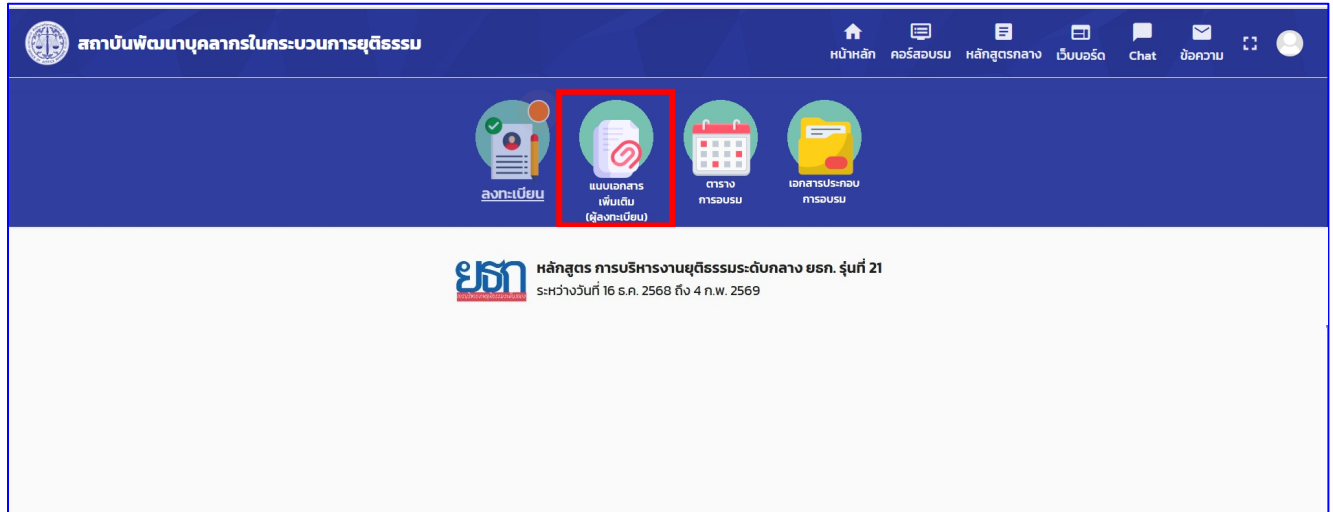 สถาบันพัฒนาบุคลากรในกระบวนการยุติธรรม
หน้าหลัก คอร์สอบรม หลักสูตรกลาง เว็บบอร์ด Chat ข้อความ
ลงทะเบียน
แนบเอกสาร
เพิ่มเติม
(ผู้ลงทะเบียน)
ตาราง
การอบรม
เอกสารประกอบ
การอบรม
ยธก
หลักสูตร การบริหารงานยุติธรรมระดับกลาง ยธก. รุ่นที่ 21
ระหว่างวันที่ 16 ธ.ค. 2568 ถึง 4 ก.พ. 2569